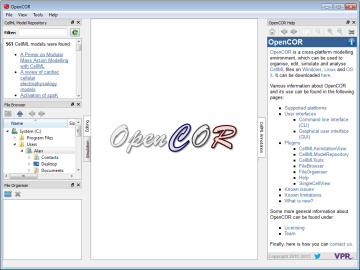 OpenCOR
File View Tools Help
CellML Model Repository
Filter:
561 CellML models were found:
A Primer on Modular
Mass Action Modelling
with CellML
A review of cardiac
cellular
electrophysiology
models
Activation of
File Browser
Name
System (C:)
Program Files
Users
Alan
Contacts
Desktop
Documents
File Organiser
Editing
Simulation
OpenCOR
CellML Annotation
OpenCOR Help
OpenCOR
OpenCOR is a cross-platform modelling
environment, which can be used to
organise, edit, simulate and analyse
CellML files on Windows, Linux and OS
X. It can be downloaded here.
Various information about OpenCOR
and its use can be found in the following
pages:
Supported platforms
User interfaces
Command line interface
(CLI)
Graphical user interface
(GUI)
Plugins
CellMLAnnotationView
CellMLModelRepository
CellMLTools
FileBrowser
FileOrganiser
Help
SingleCellView
Known issues
Known limitations
What is new?
Some more general information about
OpenCOR can be found under:
Licensing
Team
Finally, here is how you can contact us.
Copyright 2011-2013
VPR